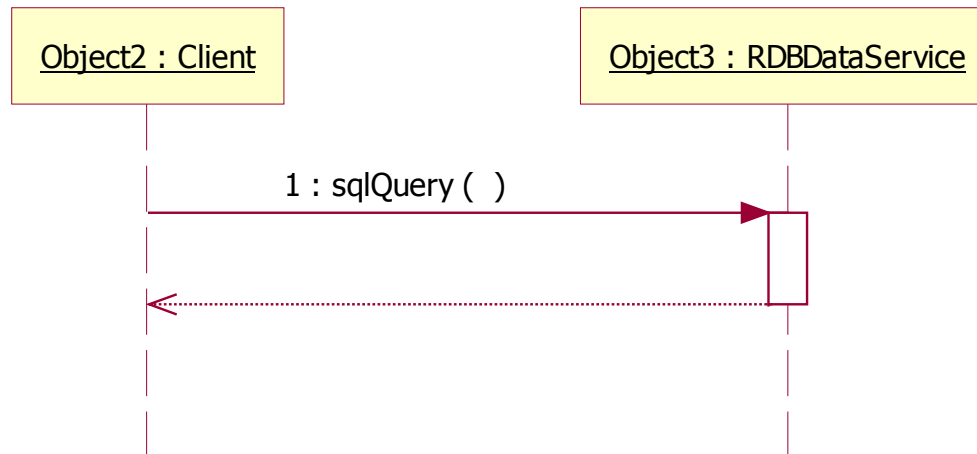 Object2 : Client
Object3 : RDBDataService
1 : sqlQuery ( )